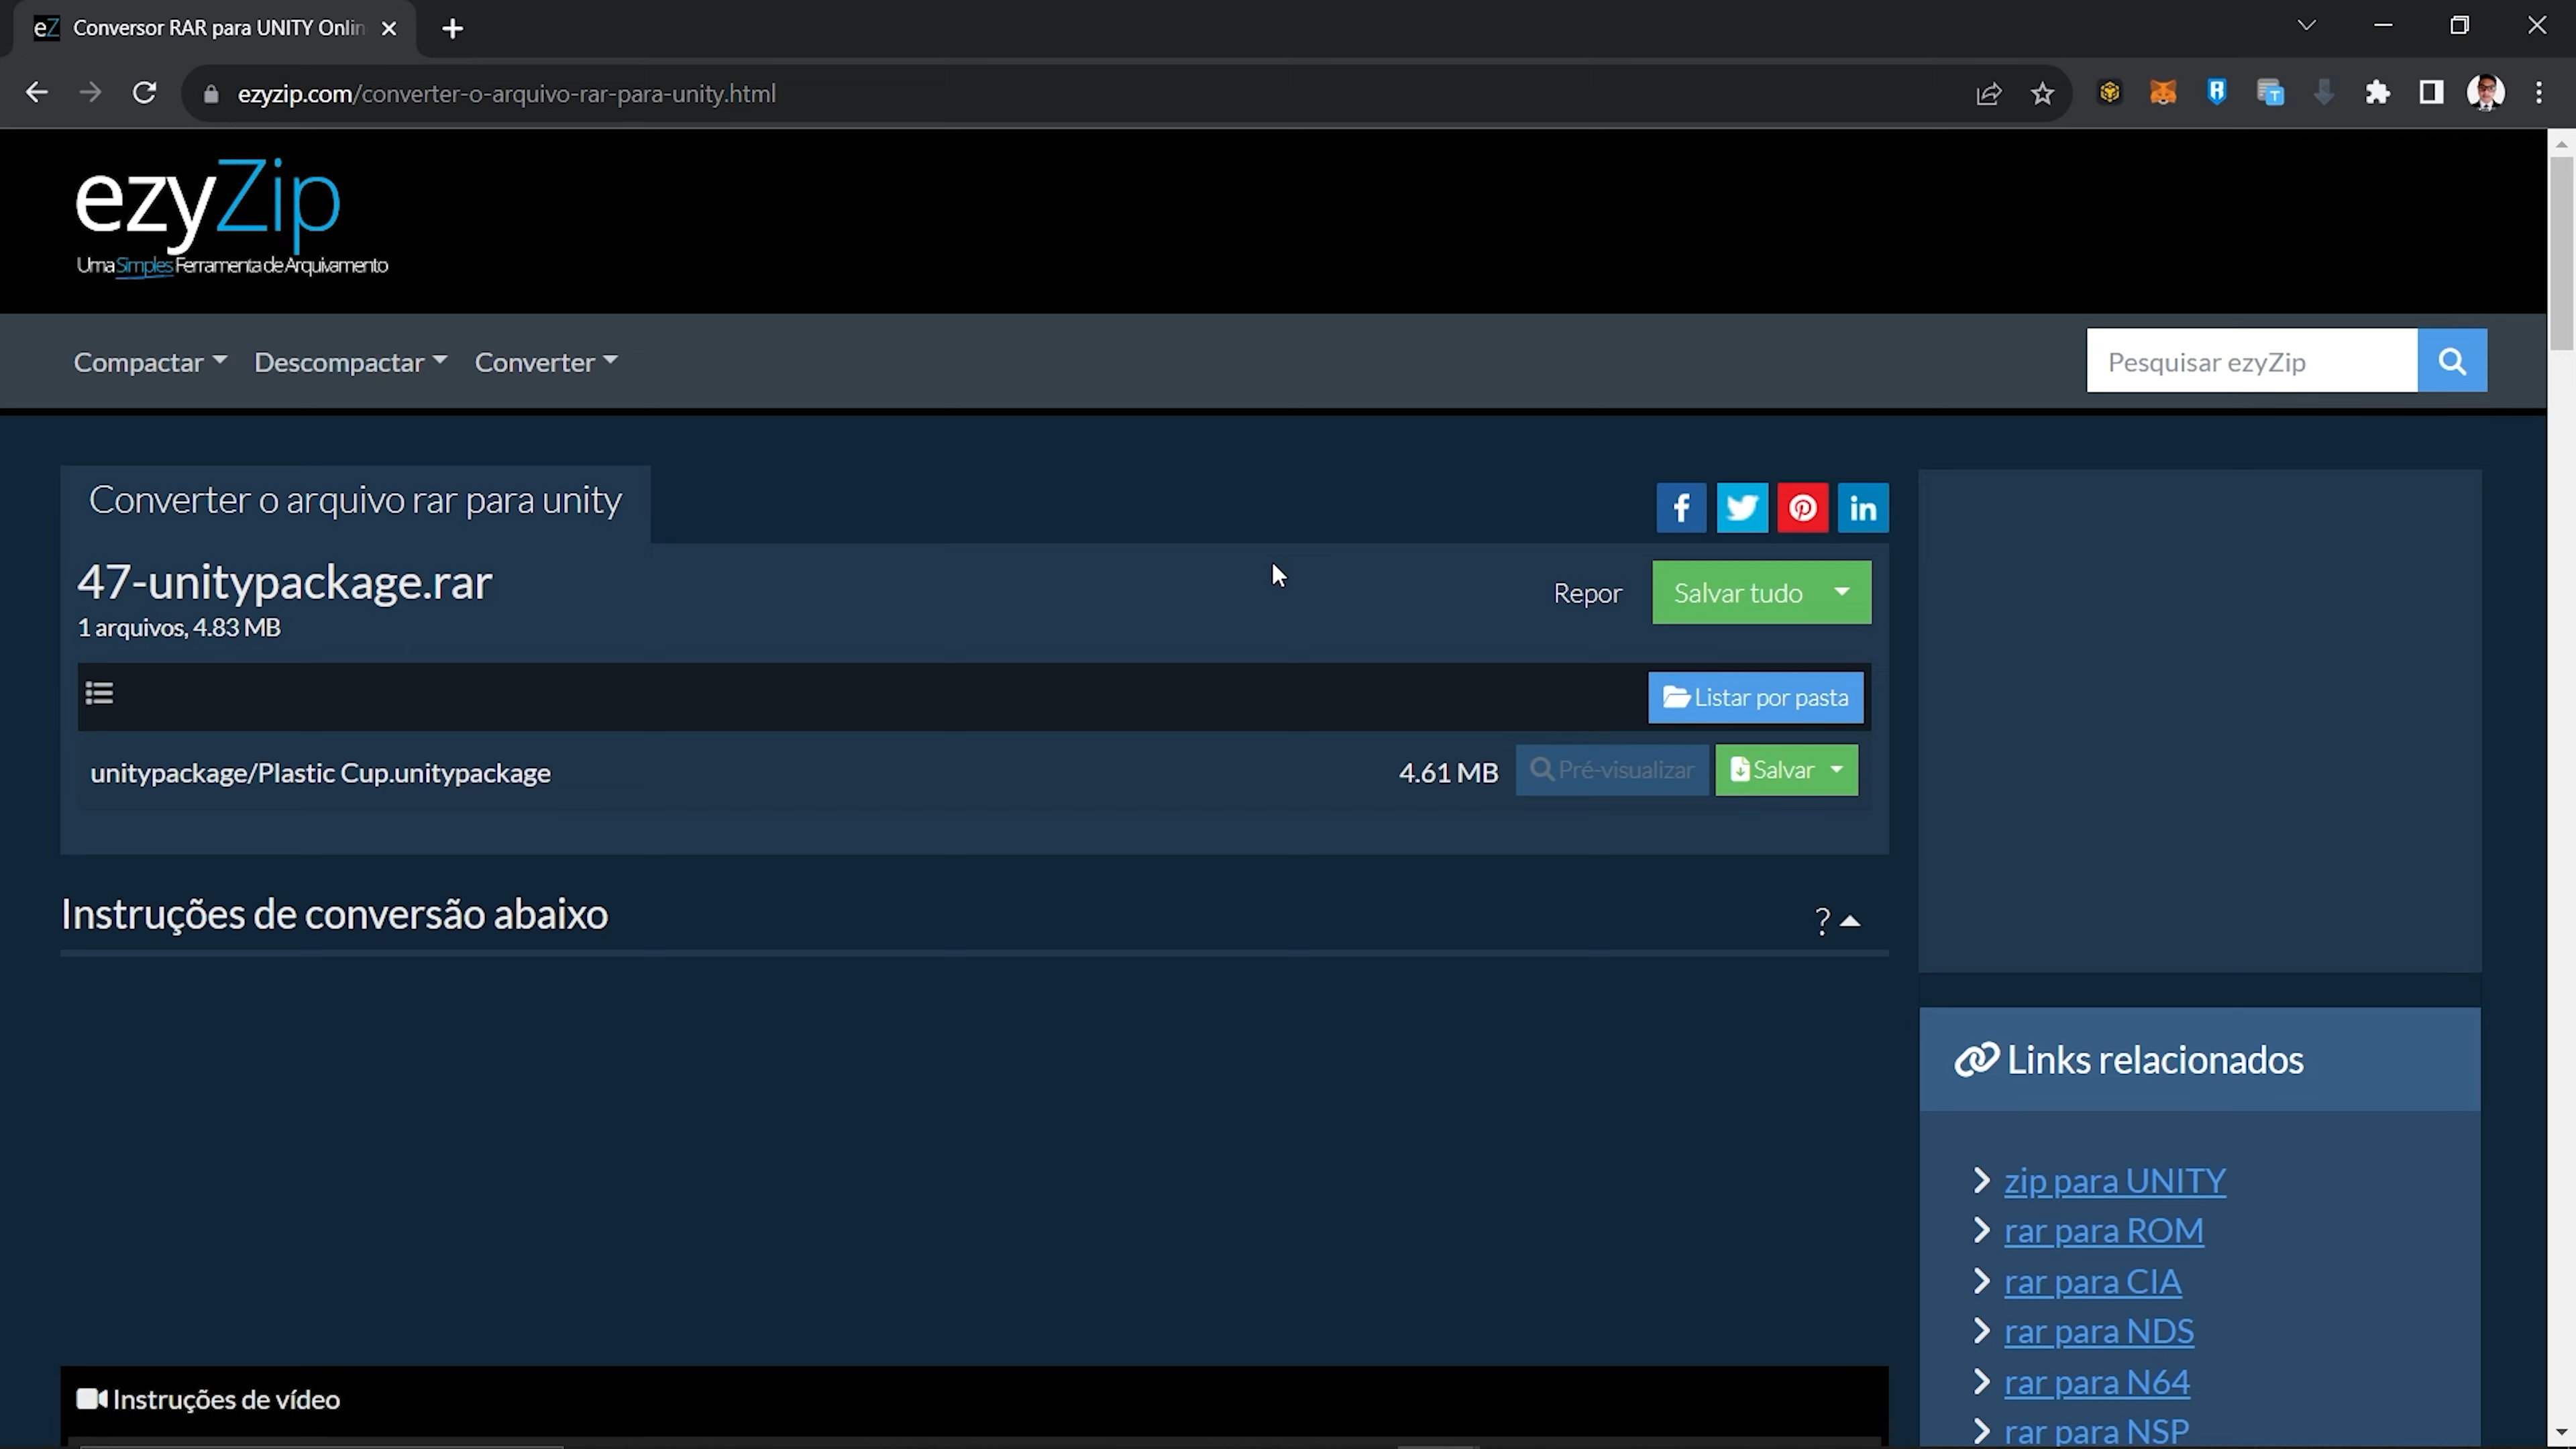 eZ Conversor RAR para UNITY Onlin
ezyzip.com/converter-o-arquivo-rar-para-unity.html
ezyZip
Uma Simples Ferramenta de Arquivamento
Compactar Descompactar Converter
Pesquisar ezyZip
Converter o arquivo rar para unity
47-unitypackage.rar
1 arquivos, 4.83 MB
Repor Salvar tudo
Listar por pasta
unitypackage/Plastic Cup.unitypackage 4.61 MB Pré-visualizar Salvar
Instruções de conversão abaixo ?
Instruções de vídeo
Links relacionados
zip para UNITY
rar para ROM
rar para CIA
rar para NDS
rar para N64
rar para NSP